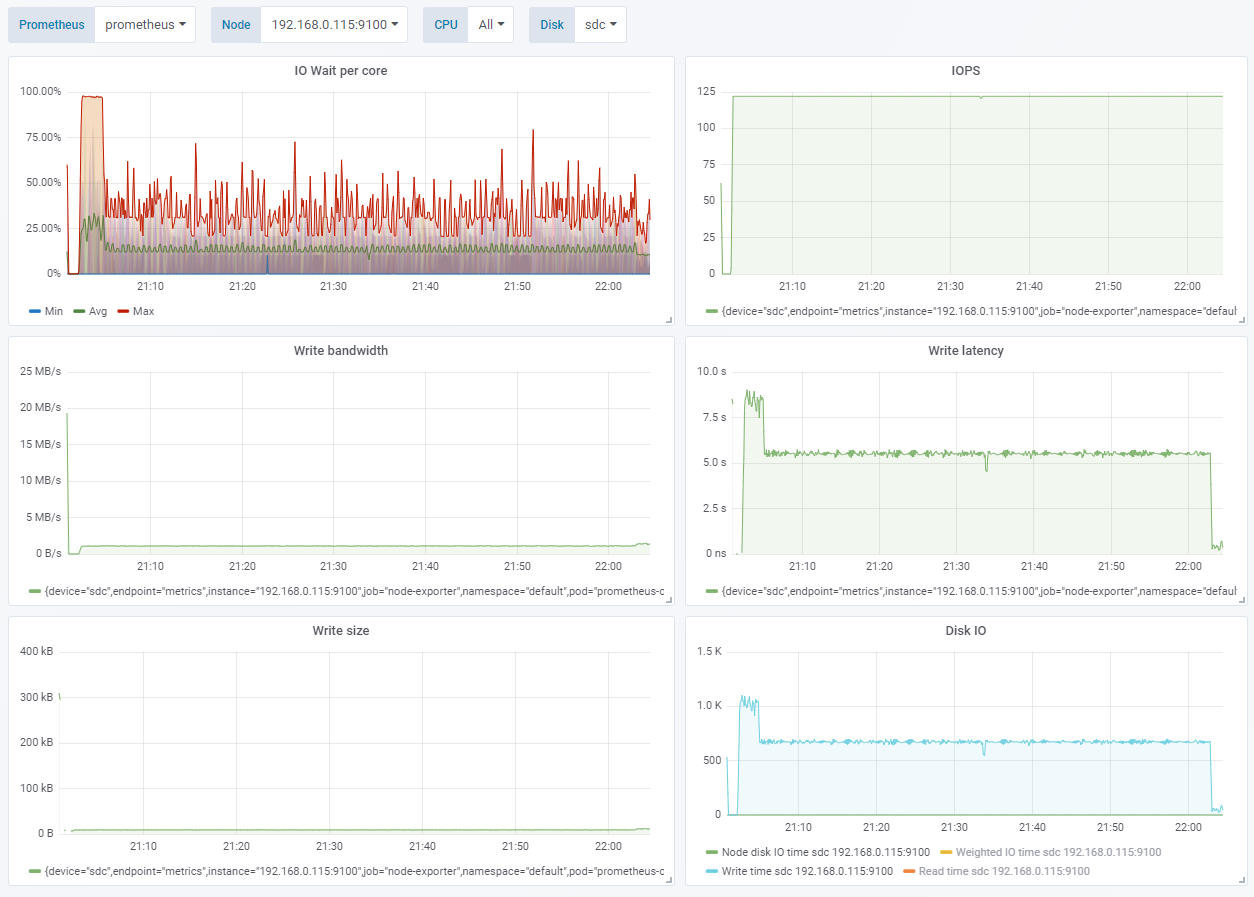 Prometheus prometheus Node 192.168.0.115:9100 CPU All Disk sdc
IO Wait per core
100.00%
75.00%
50.00%
25.00%
0%
21:10 21:20 21:30 21:40 21:50 22:00
Min Avg Max
IOPS
125
100
75
50
25
0
21:10 21:20 21:30 21:40 21:50 22:00
{device="sdc",endpoint="metrics",instance="192.168.0.115:9100",job="node-exporter",namespace="defaul
Write bandwidth
25 MB/s
20 MB/s
15 MB/s
10 MB/s
5 MB/s
0 B/s
21:10 21:20 21:30 21:40 21:50 22:00
{device="sdc",endpoint="metrics",instance="192.168.0.115:9100",job="node-exporter",namespace="default",pod="prometheus-c
Write latency
10.0 s
7.5 s
5.0 s
2.5 s
0 ns
21:10 21:20 21:30 21:40 21:50 22:00
{device="sdc",endpoint="metrics",instance="192.168.0.115:9100",job="node-exporter",namespace="defaul
Write size
400 kB
300 kB
200 kB
100 kB
0 B
21:10 21:20 21:30 21:40 21:50 22:00
{device="sdc",endpoint="metrics",instance="192.168.0.115:9100",job="node-exporter",namespace="default",pod="prometheus-c
Disk IO
1.5 K
1.0 K
500
0
21:10 21:20 21:30 21:40 21:50 22:00
Node disk IO time sdc 192.168.0.115:9100 Weighted IO time sdc 192.168.0.115:9100
Write time sdc 192.168.0.115:9100 Read time sdc 192.168.0.115:9100